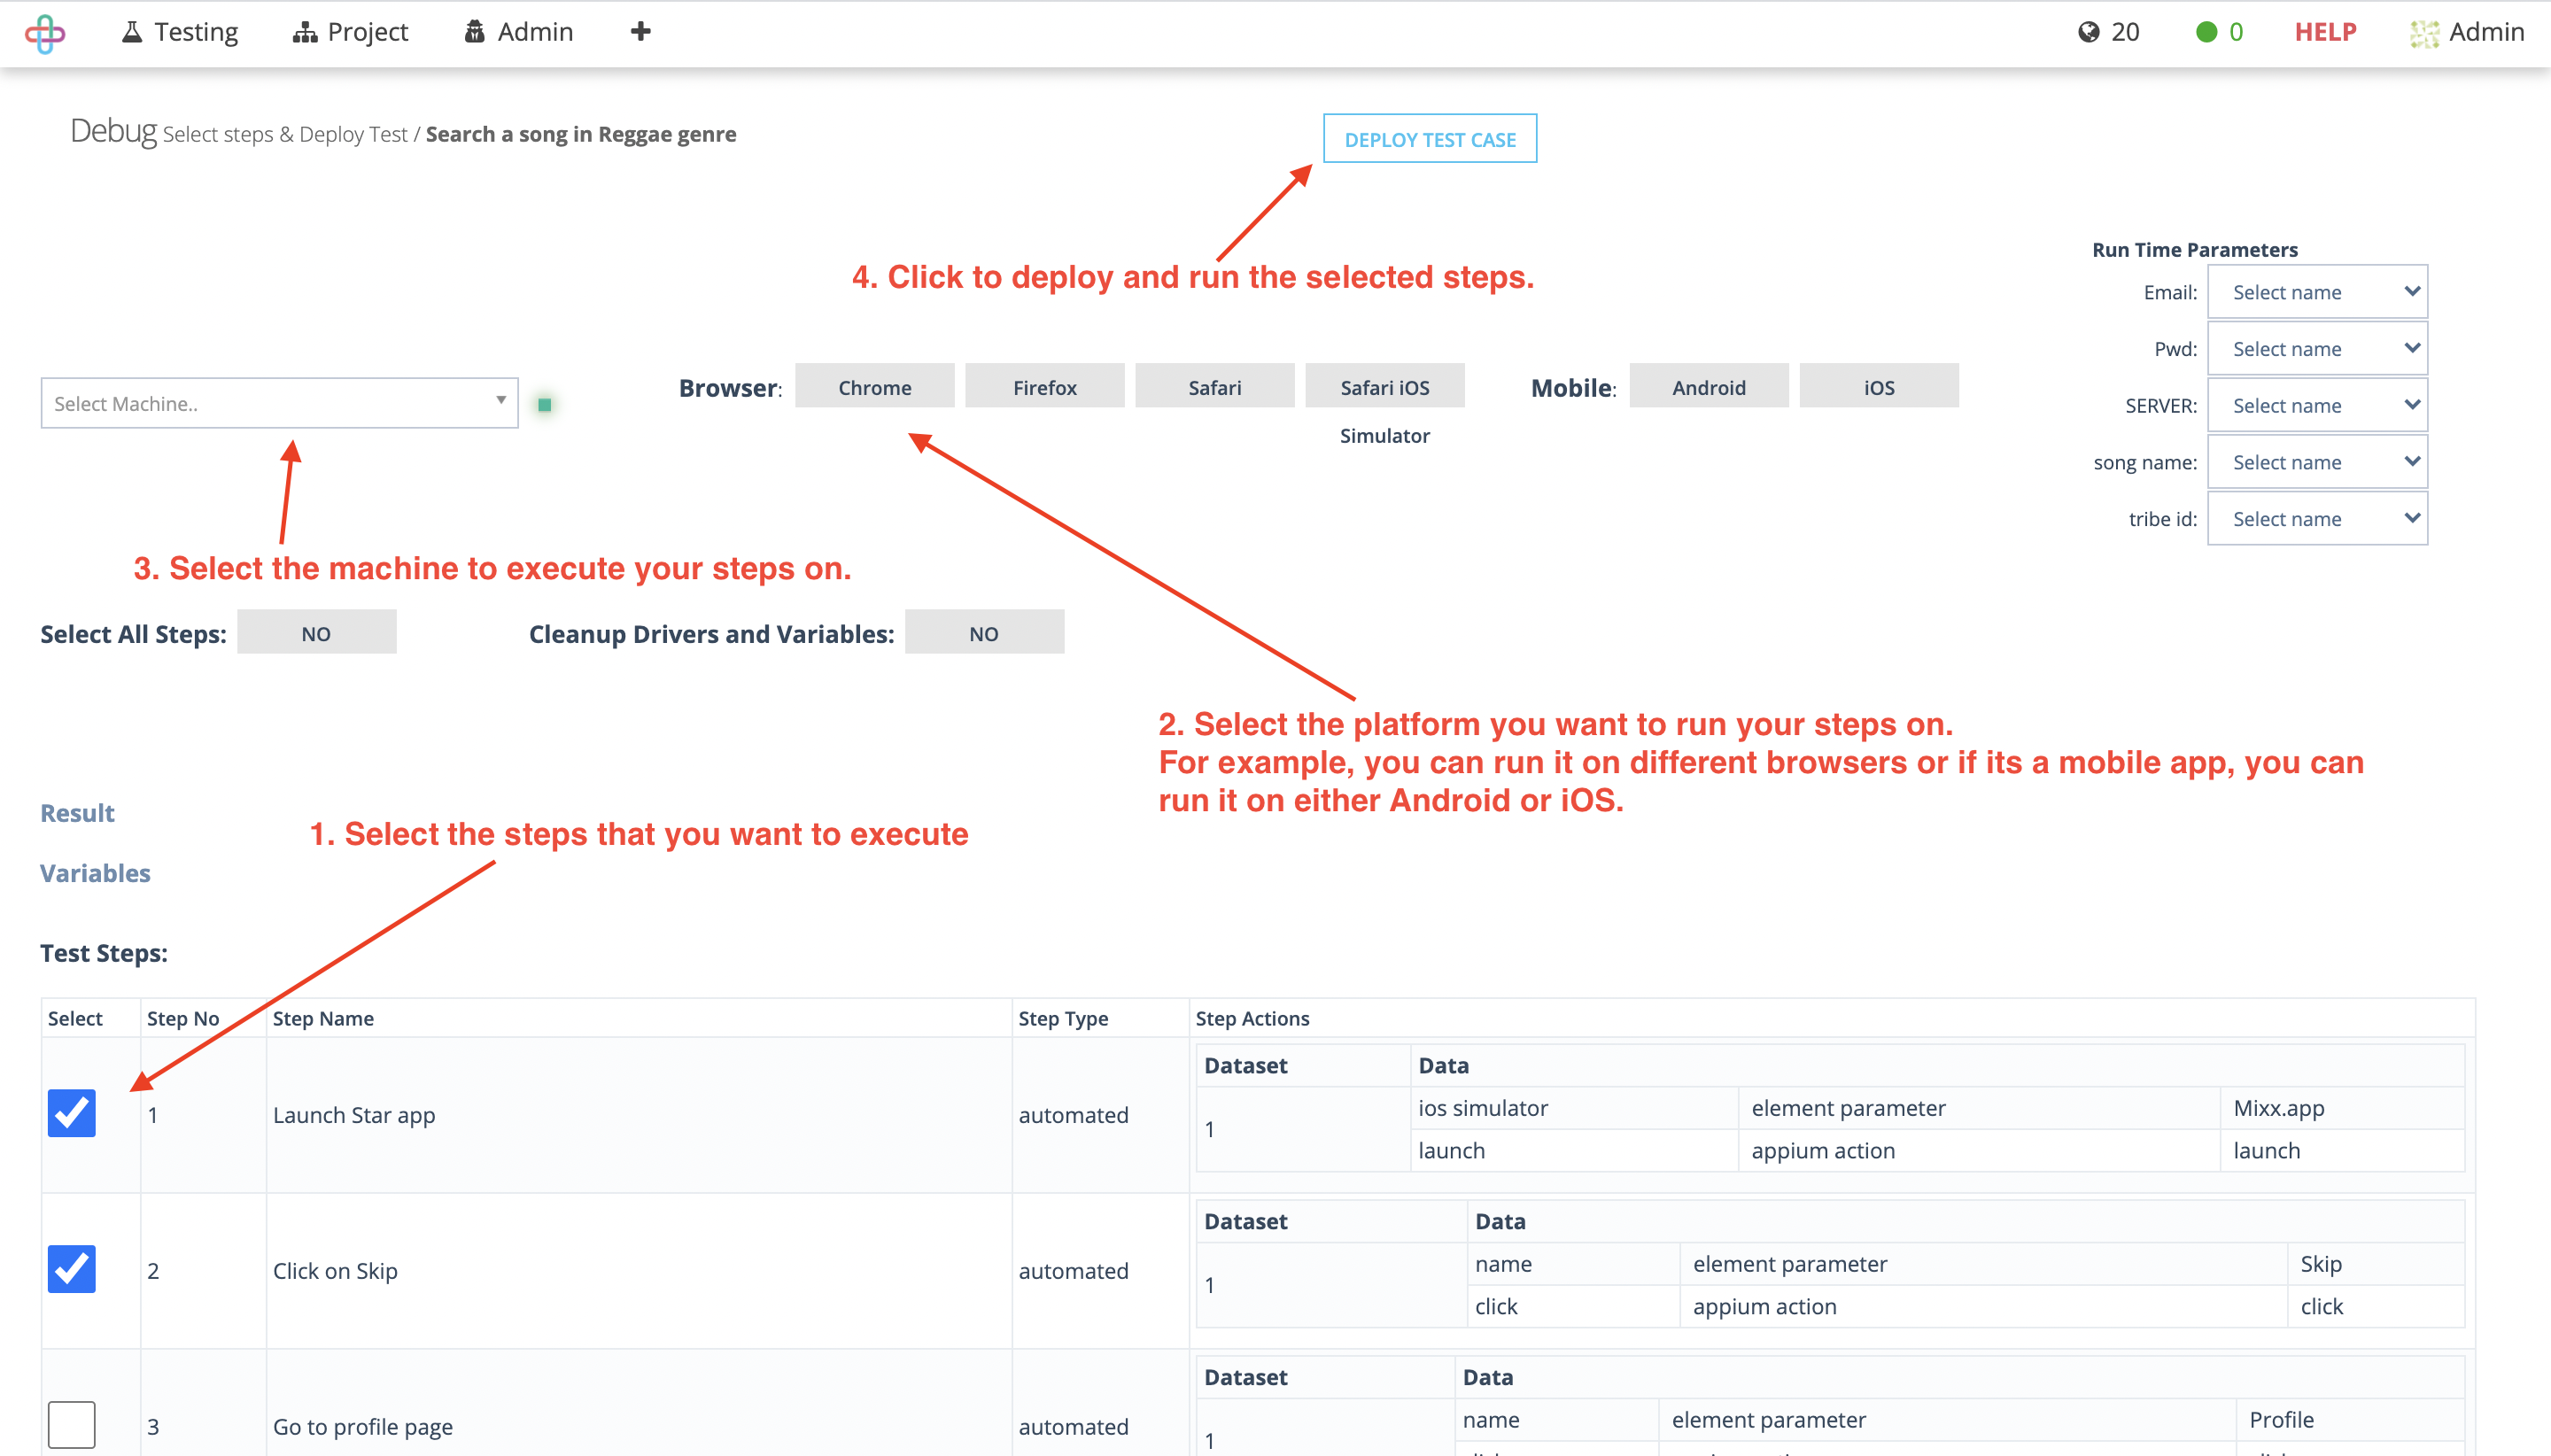 Testing Project Admin 20 0 HELP Admin
Debug Select steps & Deploy Test / Search a song in Reggae genre
DEPLOY TEST CASE
4. Click to deploy and run the selected steps.
Run Time Parameters
Email: Select name
Pwd: Select name
SERVER: Select name
song name: Select name
tribe id: Select name
Select Machine..
Browser: Chrome Firefox Safari Safari iOS
Simulator
Mobile: Android iOS
3. Select the machine to execute your steps on.
Select All Steps: NO Cleanup Drivers and Variables: NO
2. Select the platform you want to run your steps on.
For example, you can run it on different browsers or if its a mobile app, you can
run it on either Android or iOS.
Result
1. Select the steps that you want to execute
Variables
Test Steps:
Select Step No Step Name Step Type Step Actions
1 Launch Star app automated
Dataset Data
1
ios simulator element parameter Mixx.app
launch appium action launch
2 Click on Skip automated
Dataset Data
1
name element parameter Skip
click appium action click
3 Go to profile page automated
Dataset Data
1
name element parameter Profile